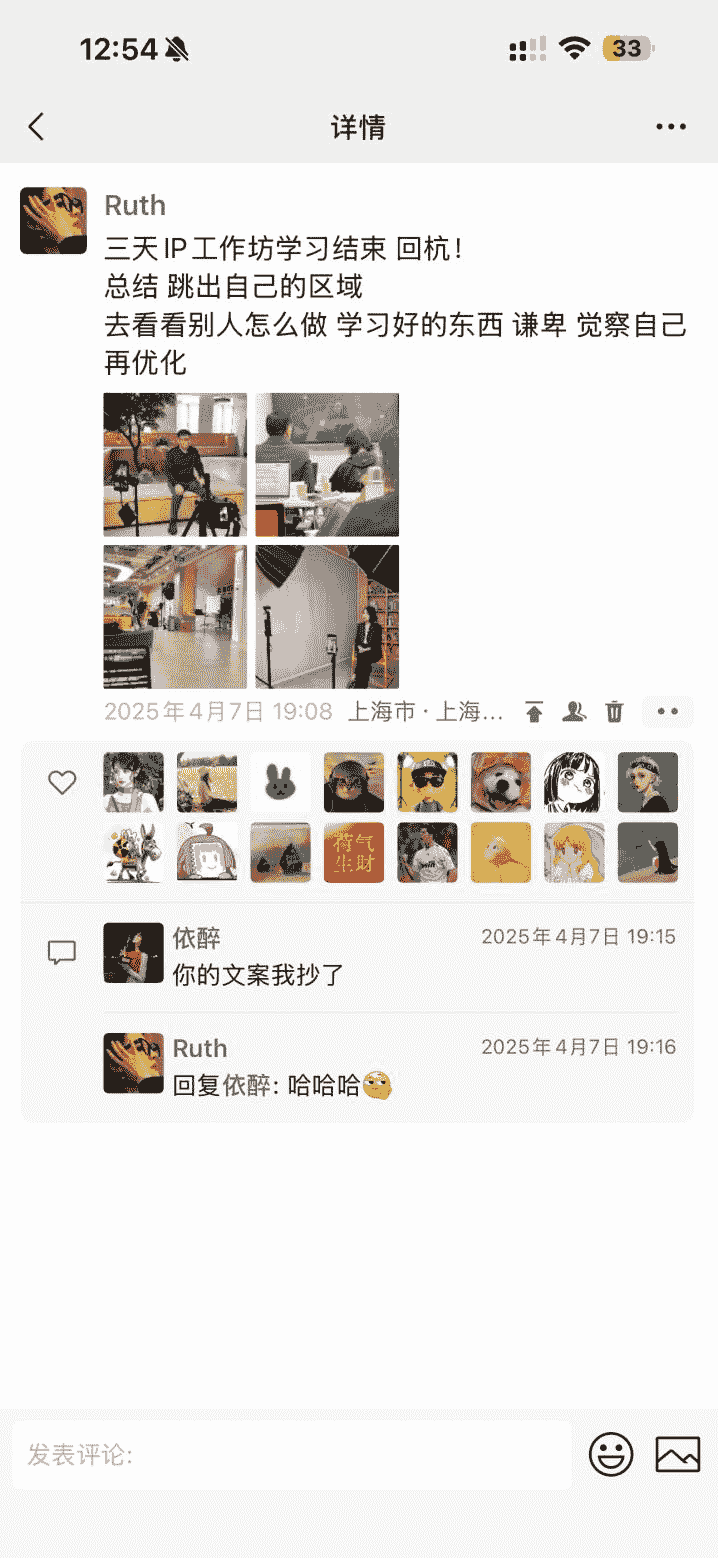 12:54
33
详情
Ruth
三天IP工作坊学习结束 回杭！
总结 跳出自己的区域
去看看别人怎么做 学习好的东西 谦卑 觉察自己
再优化
2025年4月7日 19:08 上海市 · 上海...
荷气
生财
依醉
2025年4月7日 19:15
你的文案我抄了
Ruth
2025年4月7日 19:16
回复依醉: 哈哈哈
发表评论: